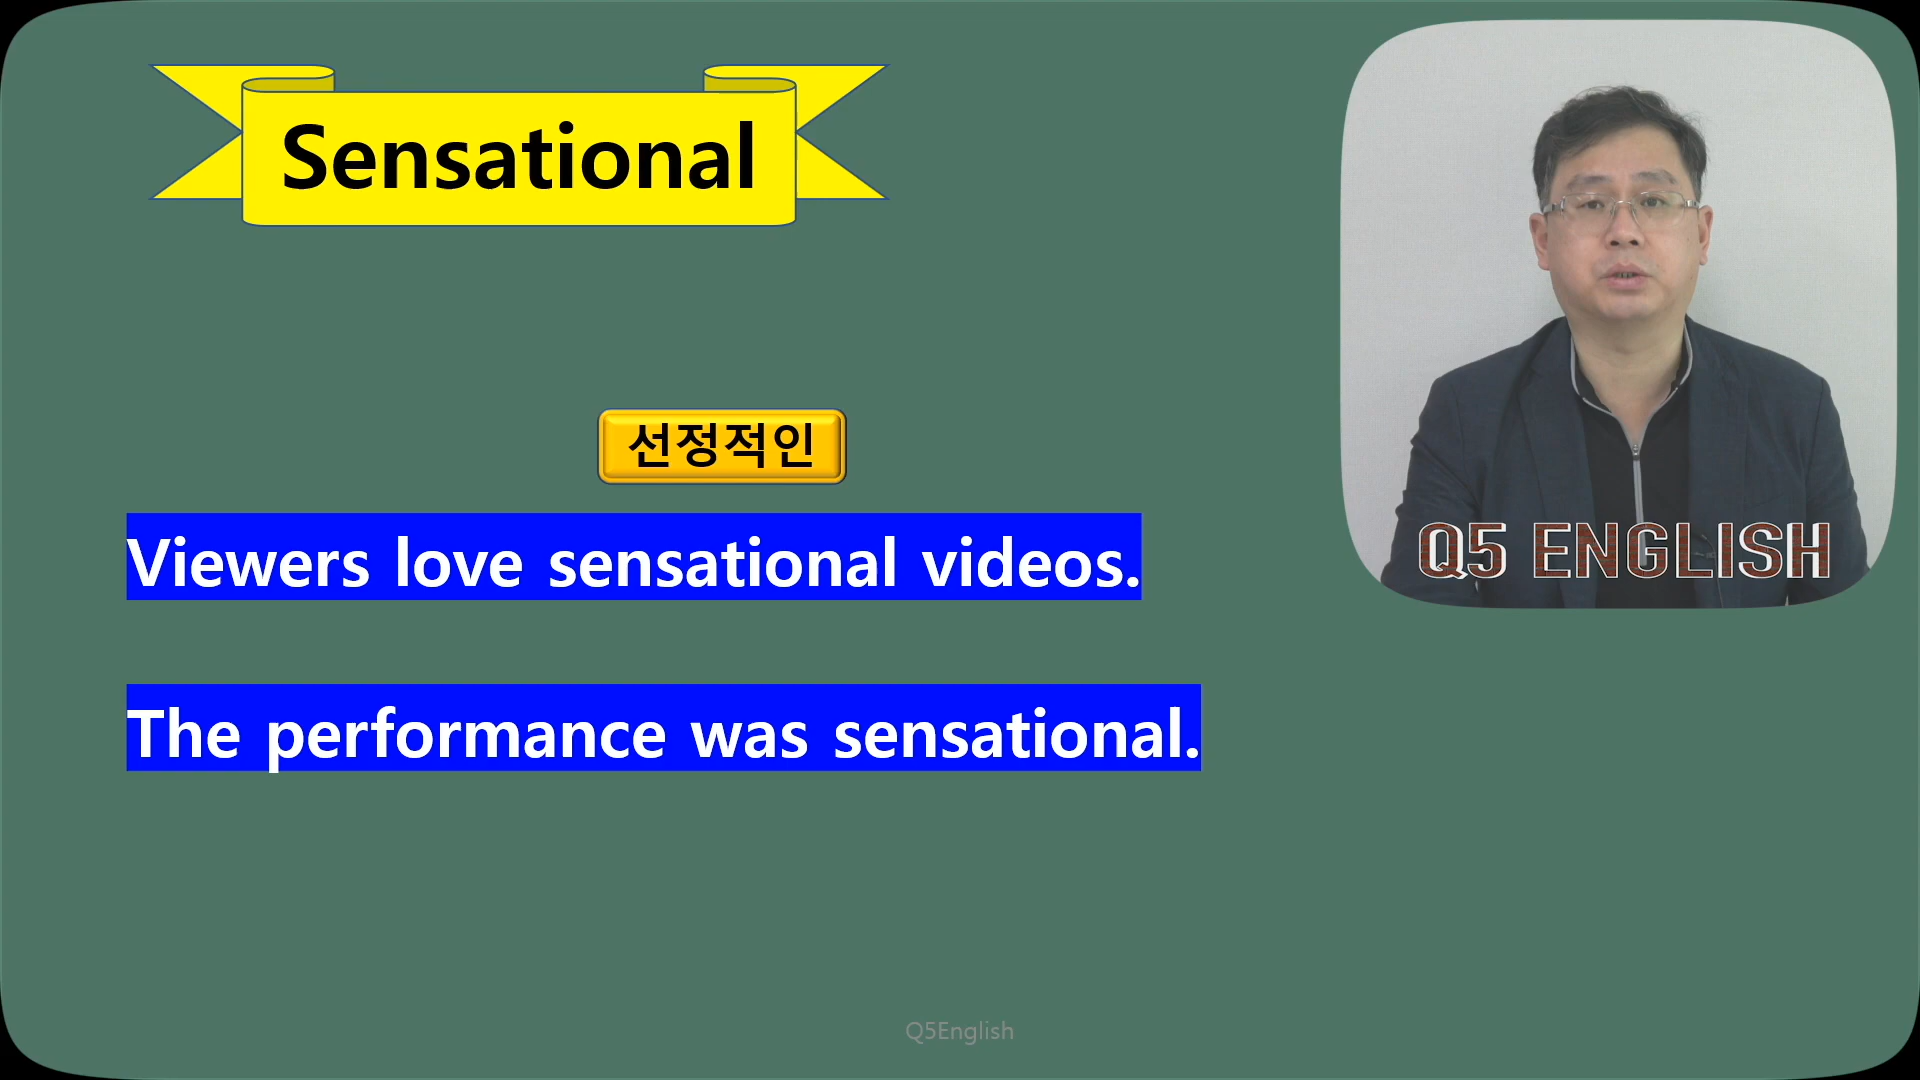 Sensational
선정적인
Viewers love sensational videos.
The performance was sensational.
Q5 ENGLISH
Q5English